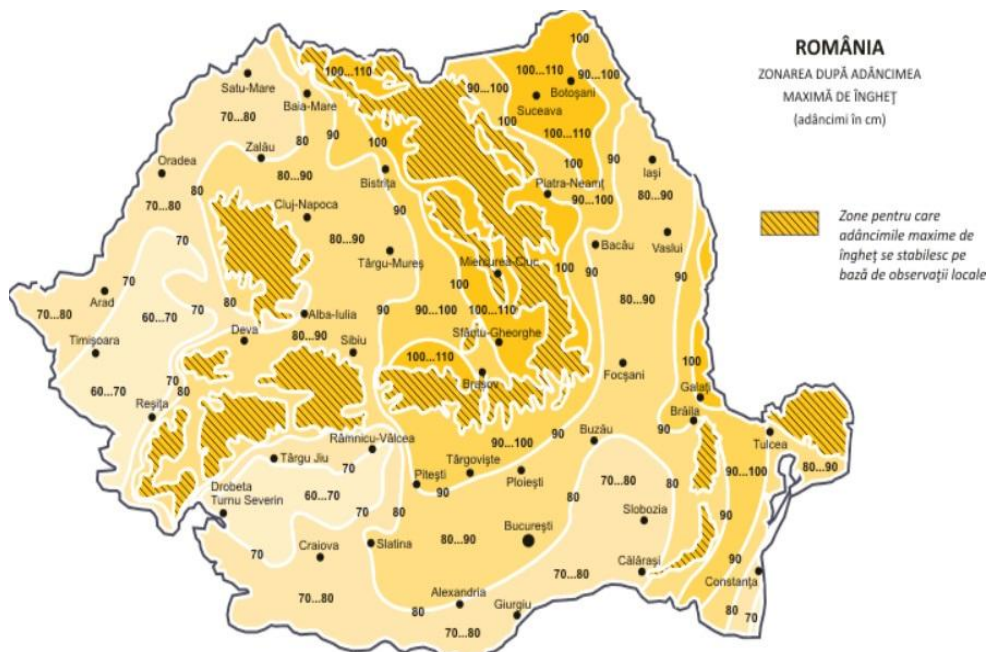 ROMÂNIA
ZONAREA DUPĂ ADÂNCIMEA
MAXIMĂ DE ÎNGHEȚ
(adâncimi în cm)
Zone pentru care
adâncimile maxime de
îngheț se stabilesc pe
bază de observații locale
100
100...110
100...110
90...100
Satu-Mare
Botoșani
90...100
Baia-Mare
Suceava
70...80
90
100
100...110
80
100
Zalău
90
Iași
Oradea
80...90
Bistrița
100
80
Piatra-Neamț
80...90
70...80
Cluj-Napoca
90
90...100
Vaslui
70
80...90
Bacău
Târgu-Mureș
100
90
Miercurea-Ciuc
70
100
Arad
80
80...90
70...80
60...70
70
90
90...100
100...110
Alba-Iulia
Timișoara
Deva
80...90
Sfântu-Gheorghe
Sibiu
100...110
100
70
Focșani
60...70
80
Brașov
Galați
Reșița
Brăila
90
Buzău
Râmnicu-Vâlcea
90...100
90
Tulcea
Târgu Jiu
70
Târgoviște
90...100
80...90
Pitești
Ploiești
60...70
90
80
70...80
80
Drobeta
Turnu Severin
90
70
80
Slobozia
București
70
Craiova
Slatina
80...90
90
Călărași
70...80
Constanța
70...80
Alexandria
80
Giurgiu
80
70
70...80